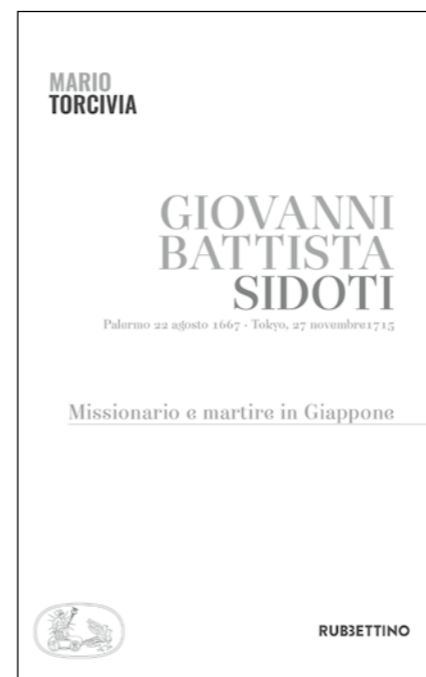 MARIO
TORCIVIA
GIOVANNI
BATTISTA
SIDOTI
Palermo 22 agosto 1667 - Tokyo, 27 novembre1715
Missionario e martire in Giappone
RUBBETTINO